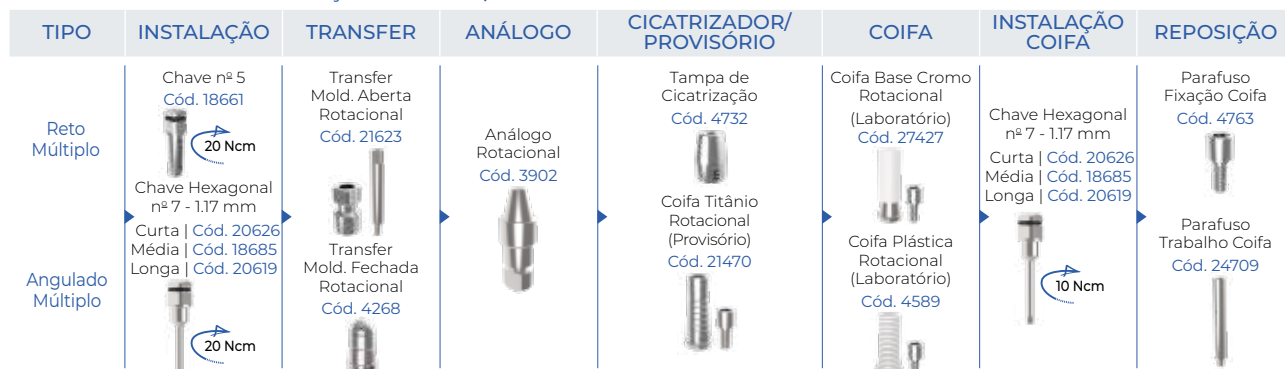 TIPO
INSTALAÇÃO
TRANSFER
ANÁLOGO
CICATRIZADOR/
PROVISÓRIO
COIFA
INSTALAÇÃO
COIFA
REPOSIÇÃO
Reto
Múltiplo
Angulado
Múltiplo
Chave nº 5
Cód. 18661
20 Ncm
Chave Hexagonal
nº 7 - 1.17 mm
Curta | Cód. 20626
Média | Cód. 18685
Longa | Cód. 20619
20 Ncm
Transfer
Mold. Aberta
Rotacional
Cód. 21623
Transfer
Mold. Fechada
Rotacional
Cód. 4268
Análogo
Rotacional
Cód. 3902
Tampa de
Cicatrização
Cód. 4732
Coifa Titânio
Rotacional
(Provisório)
Cód. 21470
Coifa Base Cromo
Rotacional
(Laboratório)
Cód. 27427
Coifa Plástica
Rotacional
(Laboratório)
Cód. 4589
Chave Hexagonal
nº 7 - 1.17 mm
Curta | Cód. 20626
Média | Cód. 18685
Longa | Cód. 20619
10 Ncm
Parafuso
Fixação Coifa
Cód. 4763
Parafuso
Trabalho Coifa
Cód. 24709